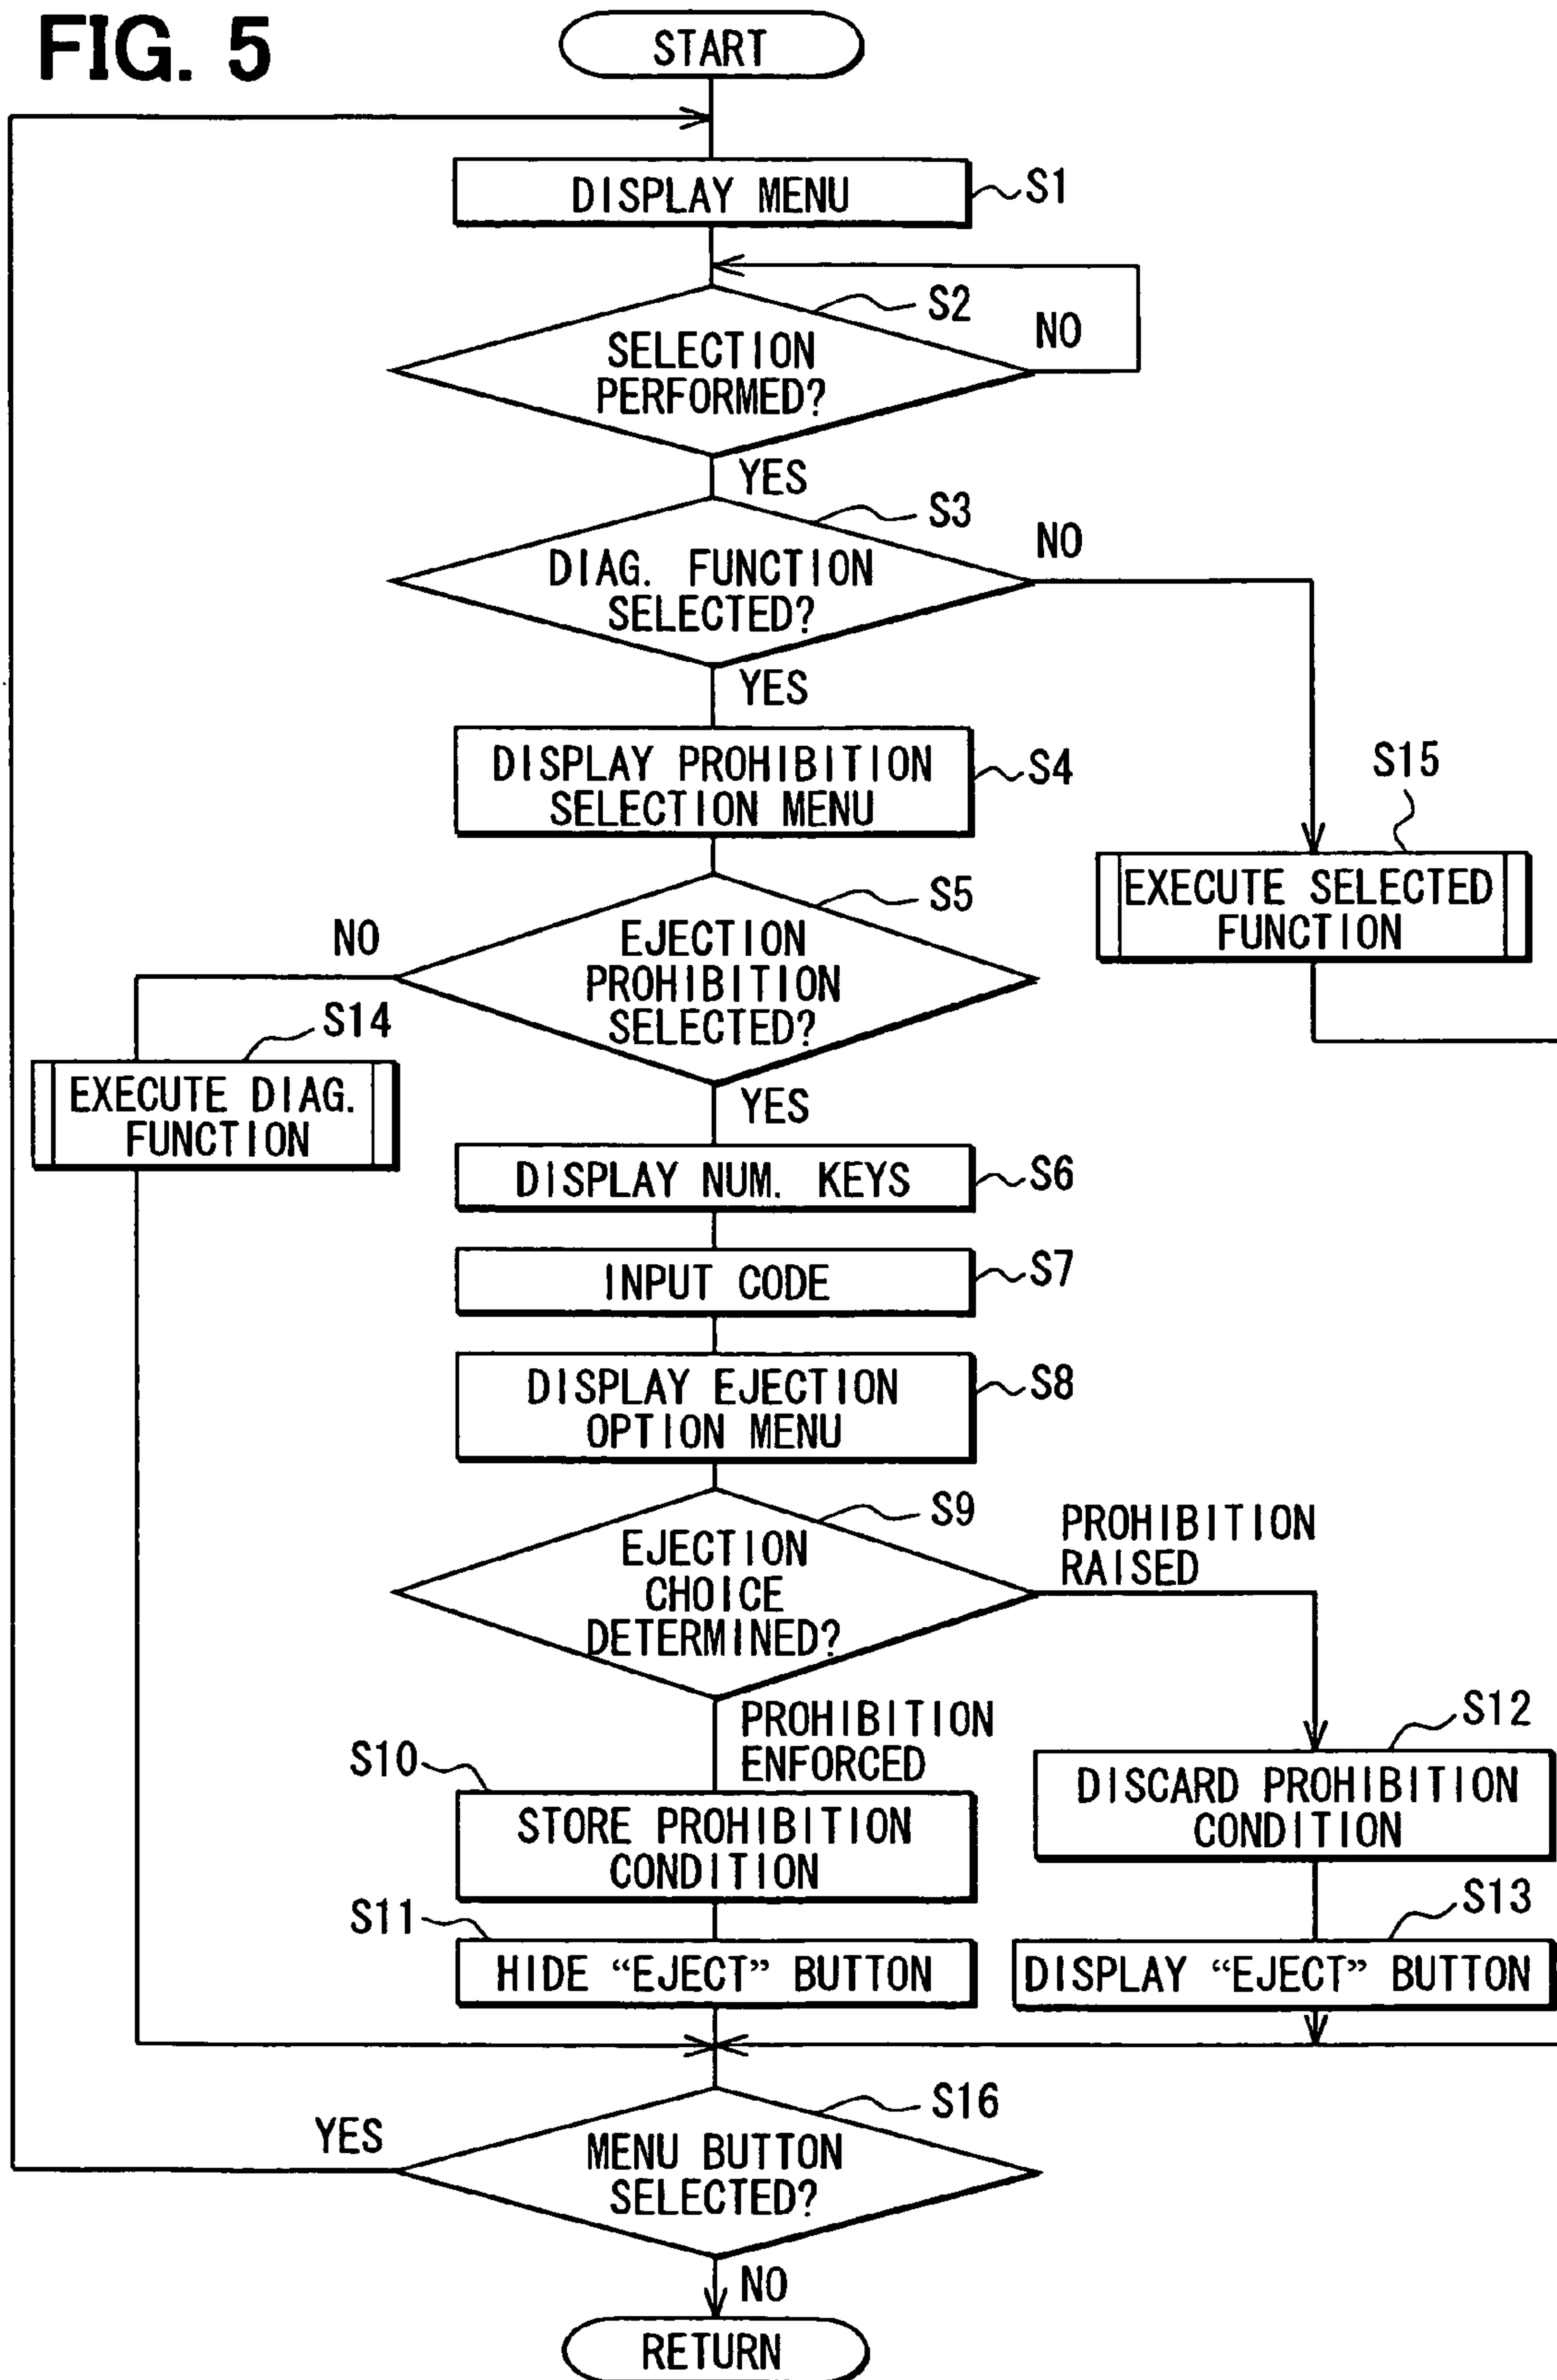 FIG. 5
START
DISPLAY MENU
S1
S2
SELECTION
PERFORMED?
NO
YES
S3
DIAG. FUNCTION
SELECTED?
NO
YES
DISPLAY PROHIBITION
SELECTION MENU
S4
S15
EXECUTE SELECTED
FUNCTION
S5
EJECTION
PROHIBITION
SELECTED?
NO
S14
EXECUTE DIAG.
FUNCTION
YES
DISPLAY NUM. KEYS
S6
INPUT CODE
S7
DISPLAY EJECTION
OPTION MENU
S8
S9
EJECTION
CHOICE
DETERMINED?
PROHIBITION
RAISED
PROHIBITION
ENFORCED
S10
STORE PROHIBITION
CONDITION
S12
DISCARD PROHIBITION
CONDITION
S11
HIDE “EJECT” BUTTON
S13
DISPLAY “EJECT” BUTTON
S16
YES
MENU BUTTON
SELECTED?
NO
RETURN